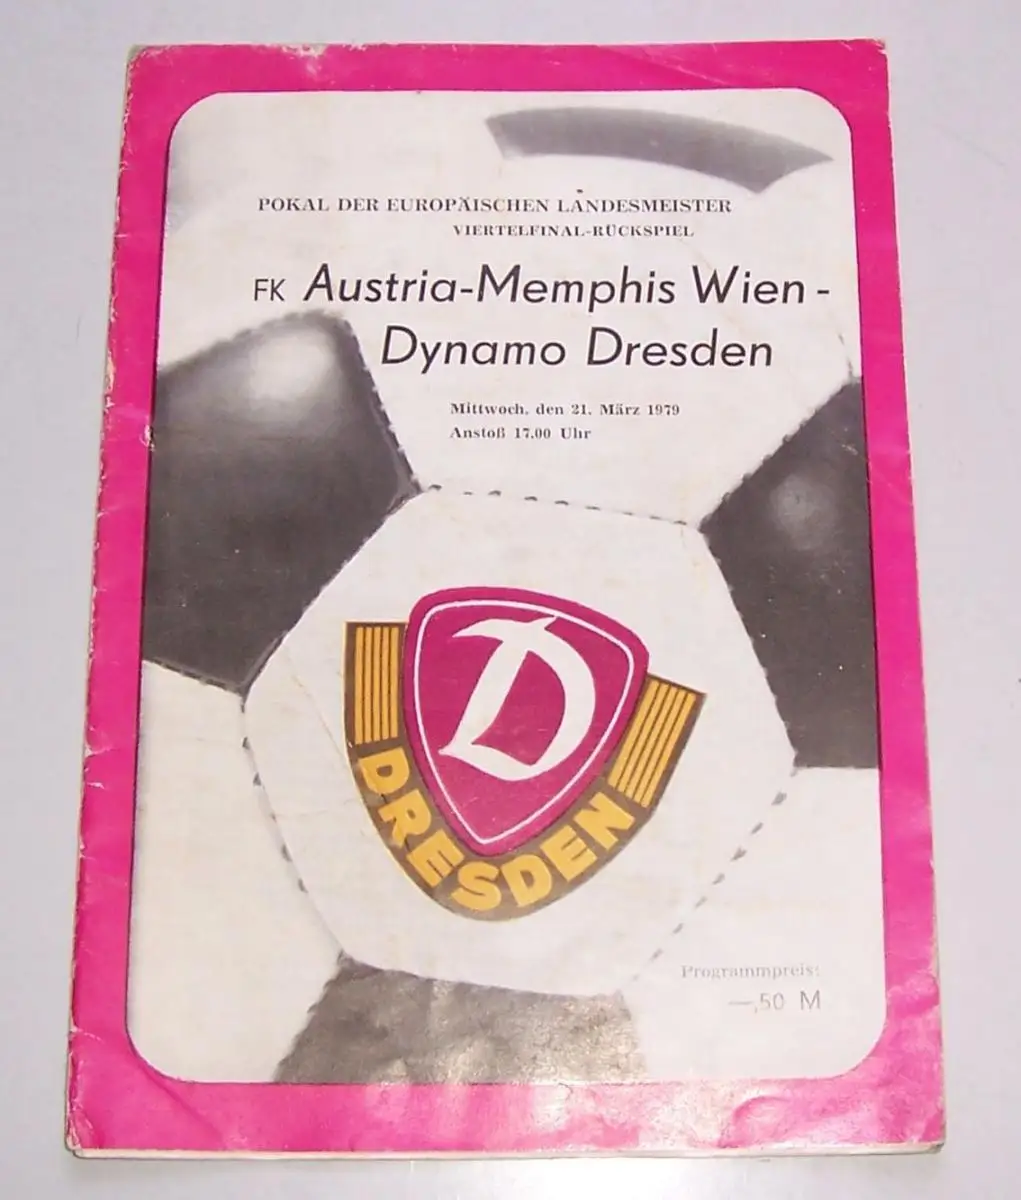 POKAL DER EUROPÄISCHEN LANDESMEISTER
VIERTELFINAL-RÜCKSPIEL
FK Austria-Memphis Wien -
Dynamo Dresden
Mittwoch, den 21. März 1979
Anstoß 17.00 Uhr
D
DRESDEN
Programmpreis:
—,50 M